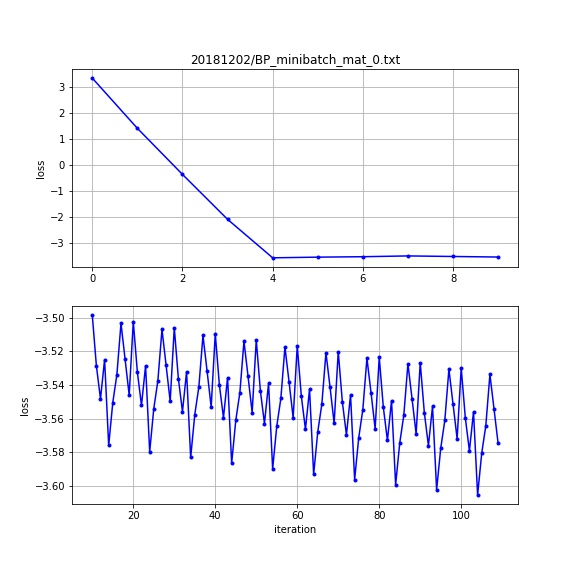 20181202/BP_minibatch_mat_0.txt
3
2
1
0
−1
−2
−3
loss
0 2 4 6 8
−3.50
−3.52
−3.54
−3.56
−3.58
−3.60
loss
20 40 60 80 100
iteration